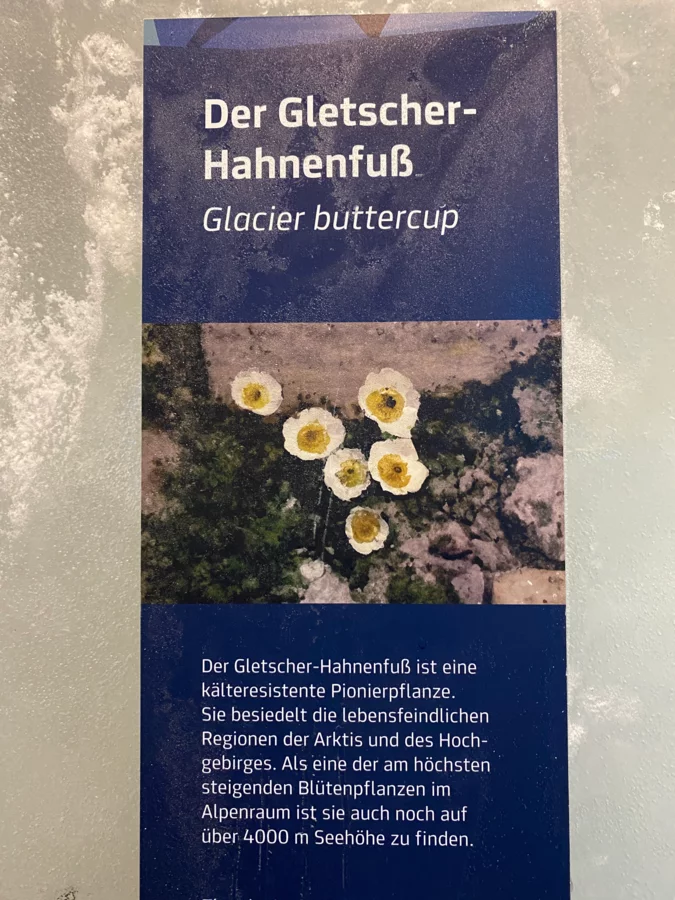 Der Gletscher-
Hahnenfuß
Glacier buttercup
Der Gletscher-Hahnenfuß ist eine
kälteresistente Pionierpflanze.
Sie besiedelt die lebensfeindlichen
Regionen der Arktis und des Hoch-
gebirges. Als eine der am höchsten
steigenden Blütenpflanzen im
Alpenraum ist sie auch noch auf
über 4000 m Seehöhe zu finden.